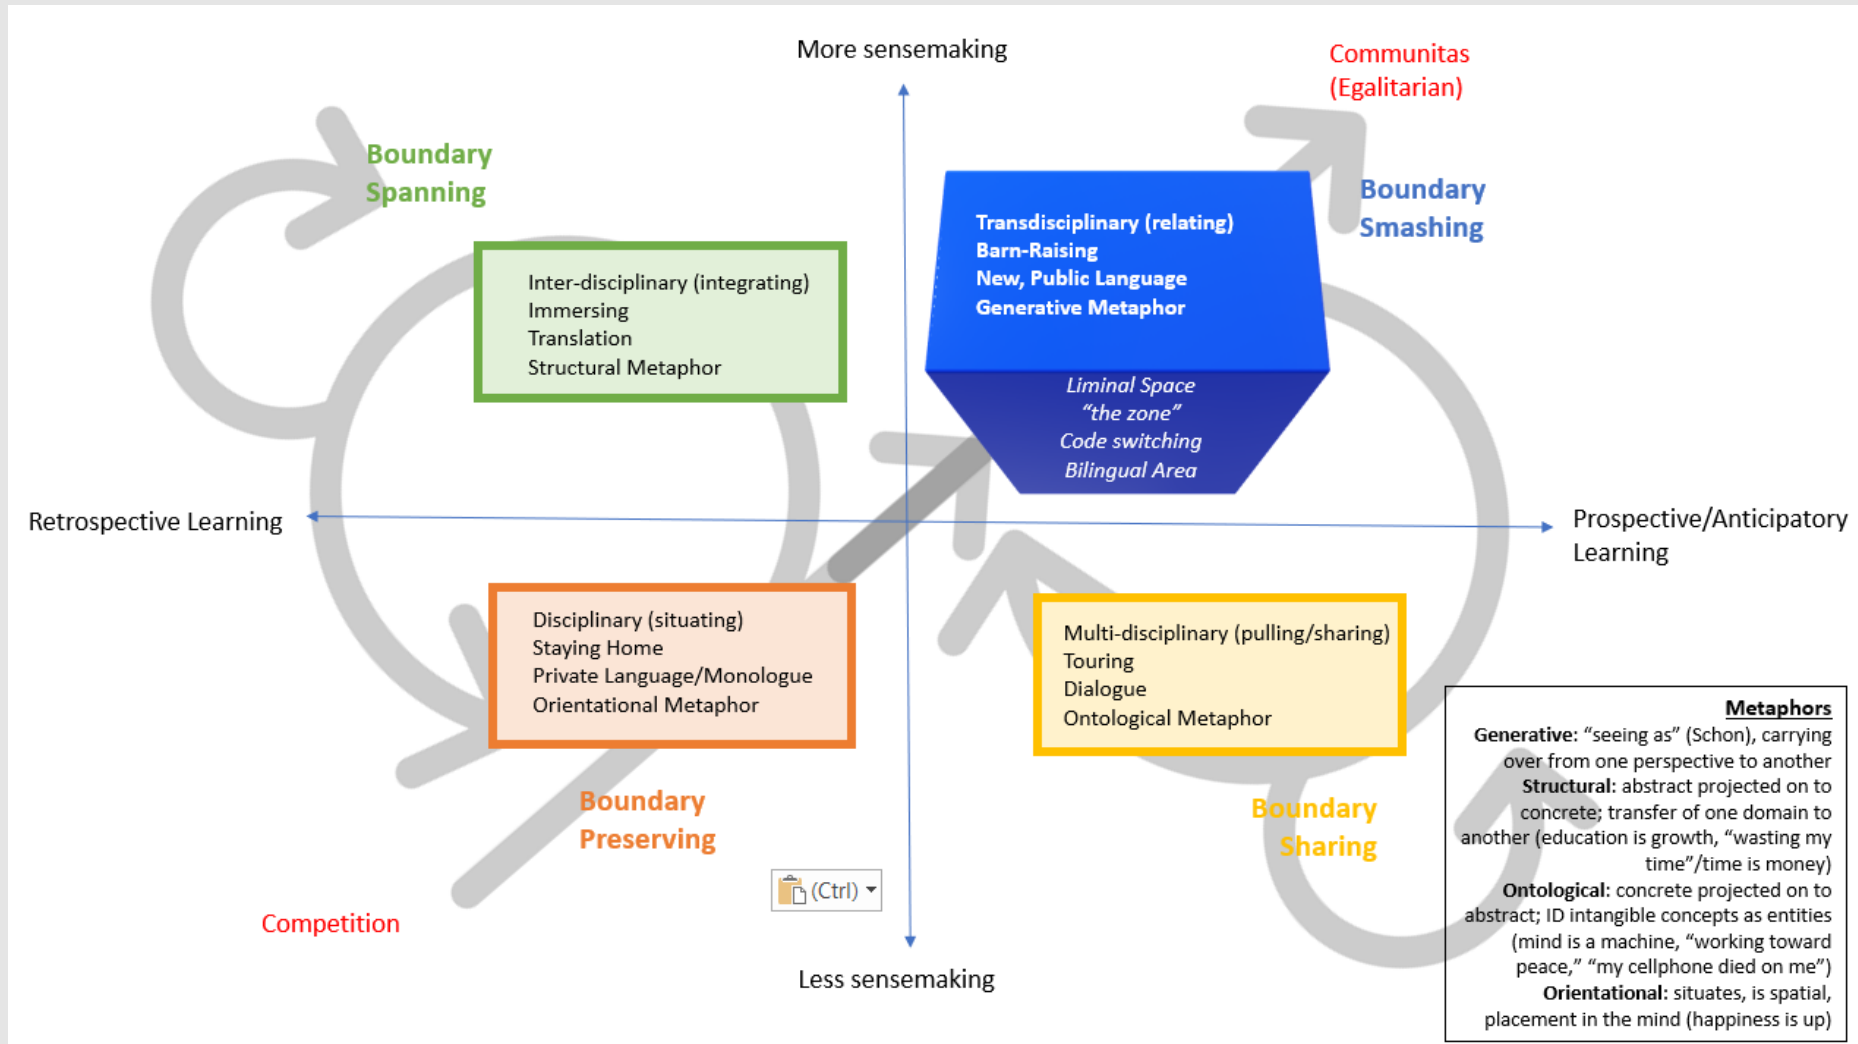 More sensemaking
Communitas
(Egalitarian)
Boundary
Spanning
Boundary
Smashing
Transdisciplinary (relating)
Barn-Raising
New, Public Language
Generative Metaphor
Inter-disciplinary (integrating)
Immersing
Translation
Structural Metaphor
Liminal Space
“the zone”
Code switching
Bilingual Area
Retrospective Learning
Prospective/Anticipatory
Learning
Disciplinary (situating)
Staying Home
Private Language/Monologue
Orientational Metaphor
Multi-disciplinary (pulling/sharing)
Touring
Dialogue
Ontological Metaphor
Boundary
Preserving
Boundary
Sharing
(Ctrl)
Competition
Less sensemaking
Metaphors
Generative: “seeing as” (Schon), carrying
over from one perspective to another
Structural: abstract projected on to
concrete; transfer of one domain to
another (education is growth, “wasting my
time”/time is money)
Ontological: concrete projected on to
abstract; ID intangible concepts as entities
(mind is a machine, “working toward
peace,” “my cellphone died on me”)
Orientational: situates, is spatial,
placement in the mind (happiness is up)